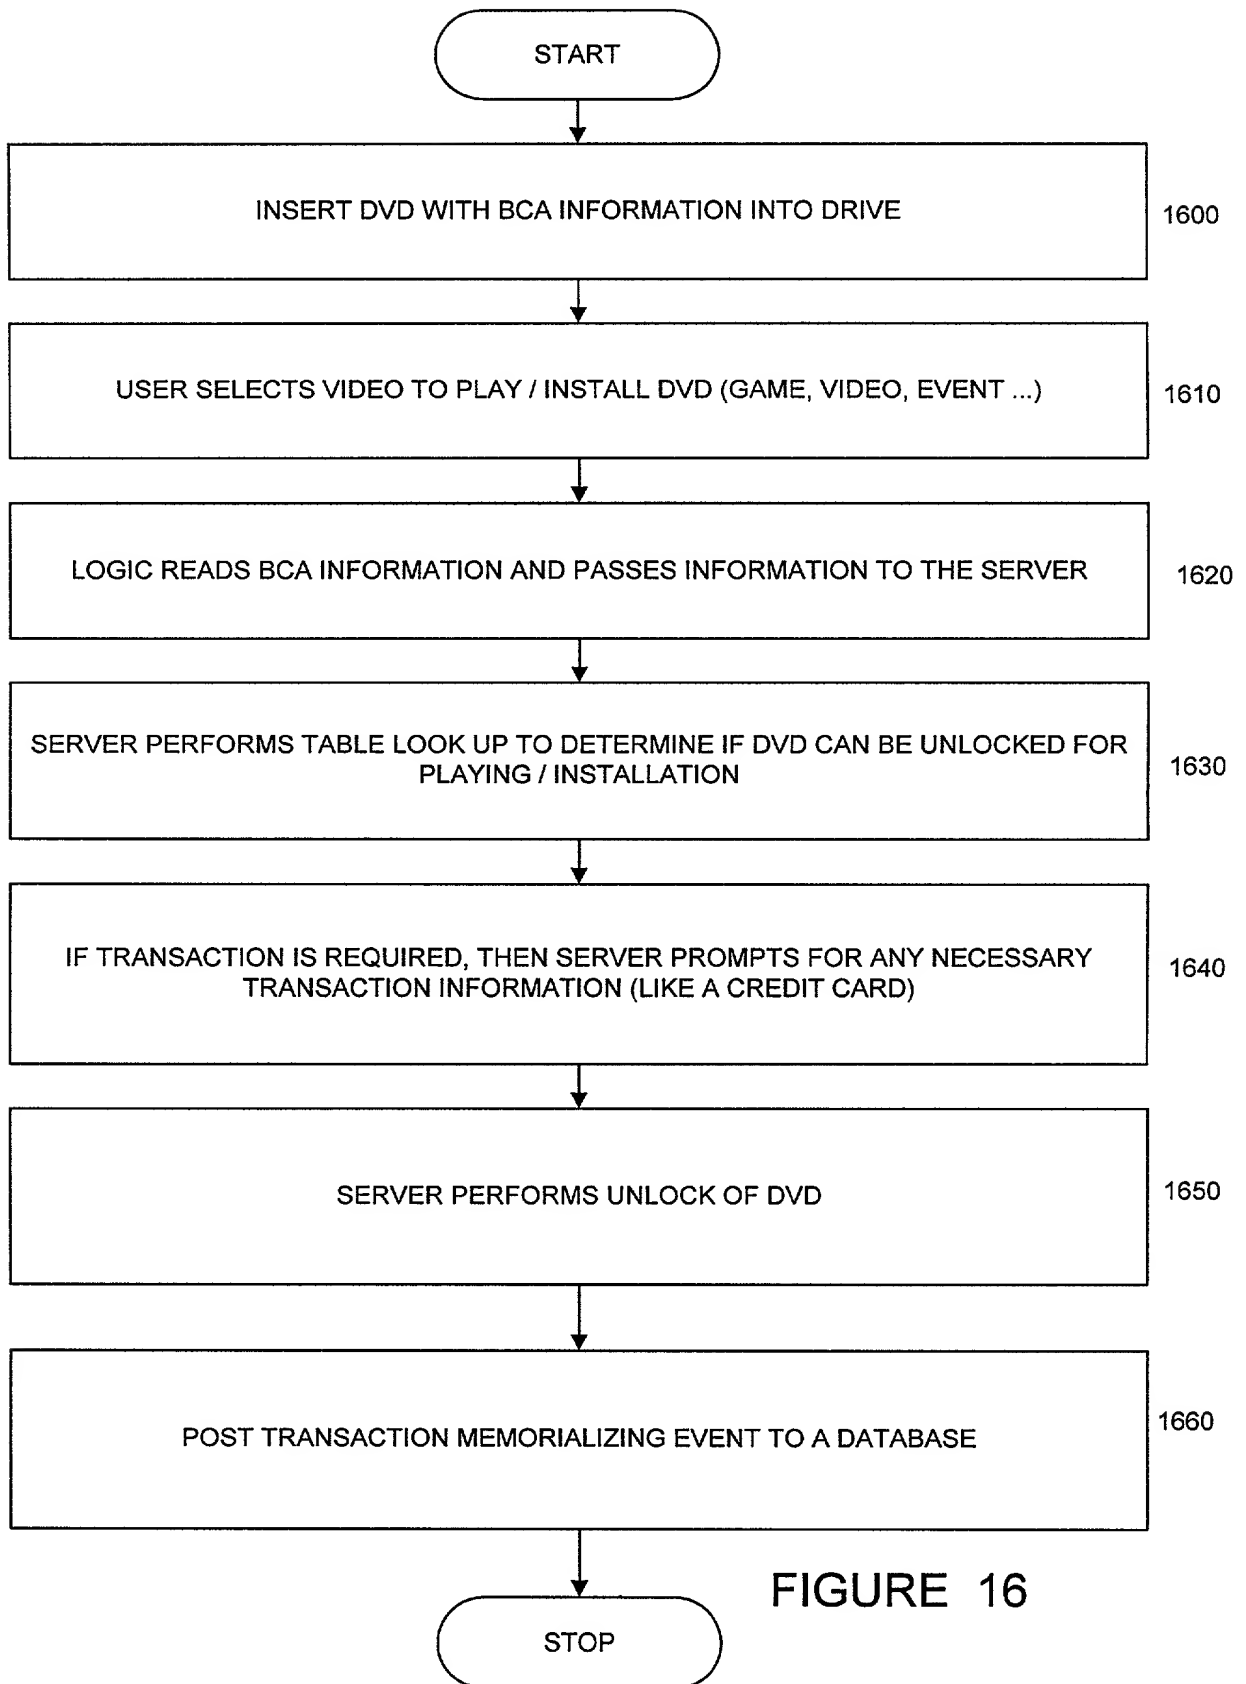 START
INSERT DVD WITH BCA INFORMATION INTO DRIVE
1600
USER SELECTS VIDEO TO PLAY / INSTALL DVD (GAME, VIDEO, EVENT ...)
1610
LOGIC READS BCA INFORMATION AND PASSES INFORMATION TO THE SERVER
1620
SERVER PERFORMS TABLE LOOK UP TO DETERMINE IF DVD CAN BE UNLOCKED FOR
PLAYING / INSTALLATION
1630
IF TRANSACTION IS REQUIRED, THEN SERVER PROMPTS FOR ANY NECESSARY
TRANSACTION INFORMATION (LIKE A CREDIT CARD)
1640
SERVER PERFORMS UNLOCK OF DVD
1650
POST TRANSACTION MEMORIALIZING EVENT TO A DATABASE
1660
FIGURE 16
STOP